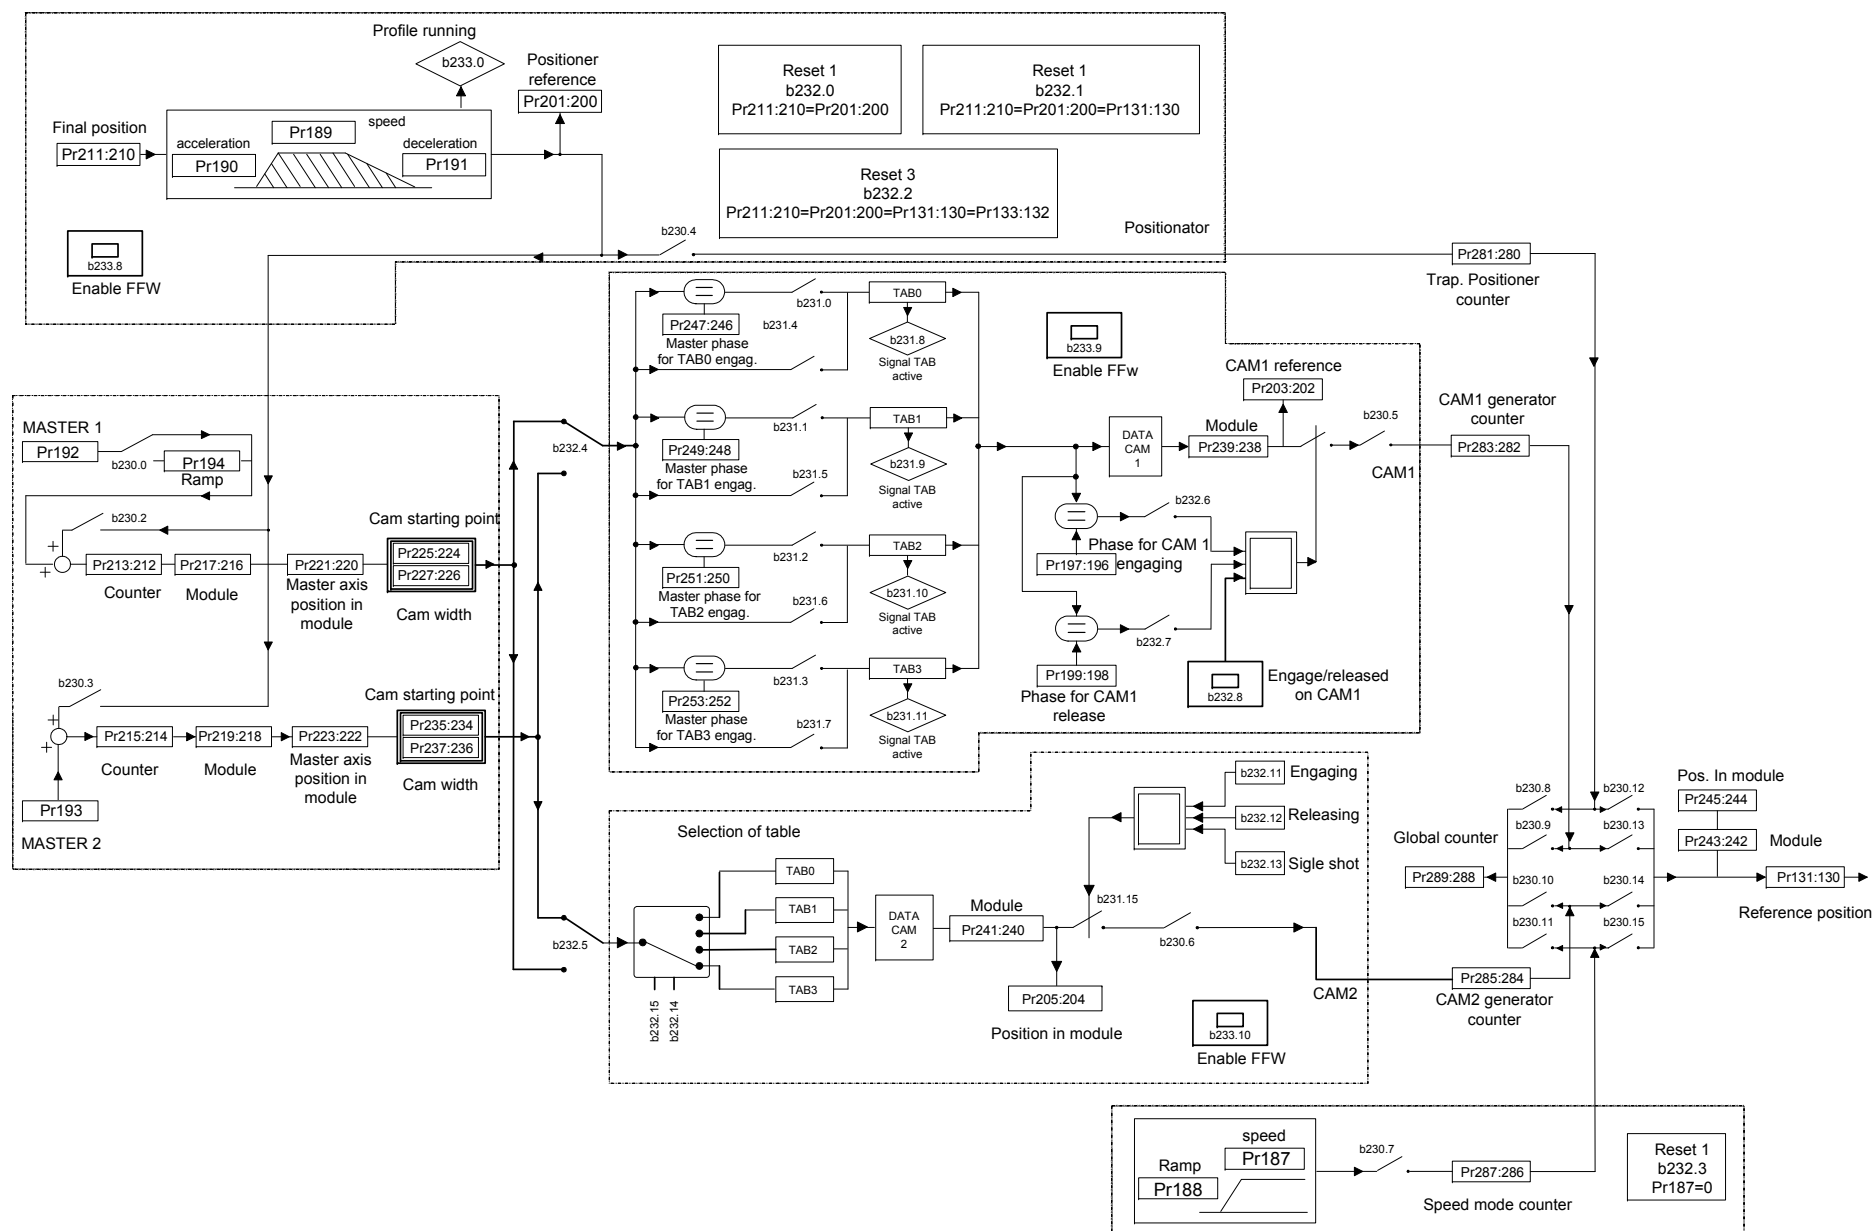 Profile running
b233.0
Positioner
reference
Pr201:200
Final position
Pr211:210
acceleration
Pr190
Pr189
speed
deceleration
Pr191
b233.8
Enable FFW
Reset 1
b232.0
Pr211:210=Pr201:200
Reset 1
b232.1
Pr211:210=Pr201:200=Pr131:130
Reset 3
b232.2
Pr211:210=Pr201:200=Pr131:130=Pr133:132
Positionator
b230.4
Pr281:280
Trap. Positioner
counter
MASTER 1
Pr192
b230.0
Pr194
Ramp
b230.2
+
+
Pr213:212
Counter
Pr217:216
Module
Pr221:220
Master axis
position in
module
Cam starting point
Pr225:224
Pr227:226
Cam width
b230.3
+
+
Pr215:214
Counter
Pr219:218
Module
Pr223:222
Master axis
position in
module
Cam starting point
Pr235:234
Pr237:236
Cam width
Pr193
MASTER 2
b232.4
b232.5
Pr247:246
Master phase
for TAB0 engag.
b231.0
b231.4
TAB0
b231.8
Signal TAB
active
Pr249:248
Master phase
for TAB1 engag.
b231.1
b231.5
TAB1
b231.9
Signal TAB
active
Pr251:250
Master phase for
TAB2 engag.
b231.2
b231.6
TAB2
b231.10
Signal TAB
active
Pr253:252
Master phase
for TAB3 engag.
b231.3
b231.7
TAB3
b231.11
Signal TAB
active
b233.9
Enable FFw
DATA
CAM
1
Module
Pr239:238
CAM1 reference
Pr203:202
b230.5
CAM1
CAM1 generator
counter
Pr283:282
b232.6
Phase for CAM 1
engaging
Pr197:196
b232.7
Pr199:198
Phase for CAM1
release
b232.8
Engage/released
on CAM1
Selection of table
b232.15
b232.14
TAB0
TAB1
TAB2
TAB3
DATA
CAM
2
Module
Pr241:240
Pr205:204
Position in module
b231.15
b230.6
b232.11
Engaging
b232.12
Releasing
b232.13
Sigle shot
b233.10
Enable FFW
CAM2
Pr285:284
CAM2 generator
counter
b230.8
b230.12
b230.9
b230.13
b230.10
b230.14
b230.11
b230.15
Global counter
Pr289:288
Pos. In module
Pr245:244
Pr243:242
Module
Pr131:130
Reference position
speed
Pr187
Ramp
Pr188
b230.7
Pr287:286
Speed mode counter
Reset 1
b232.3
Pr187=0